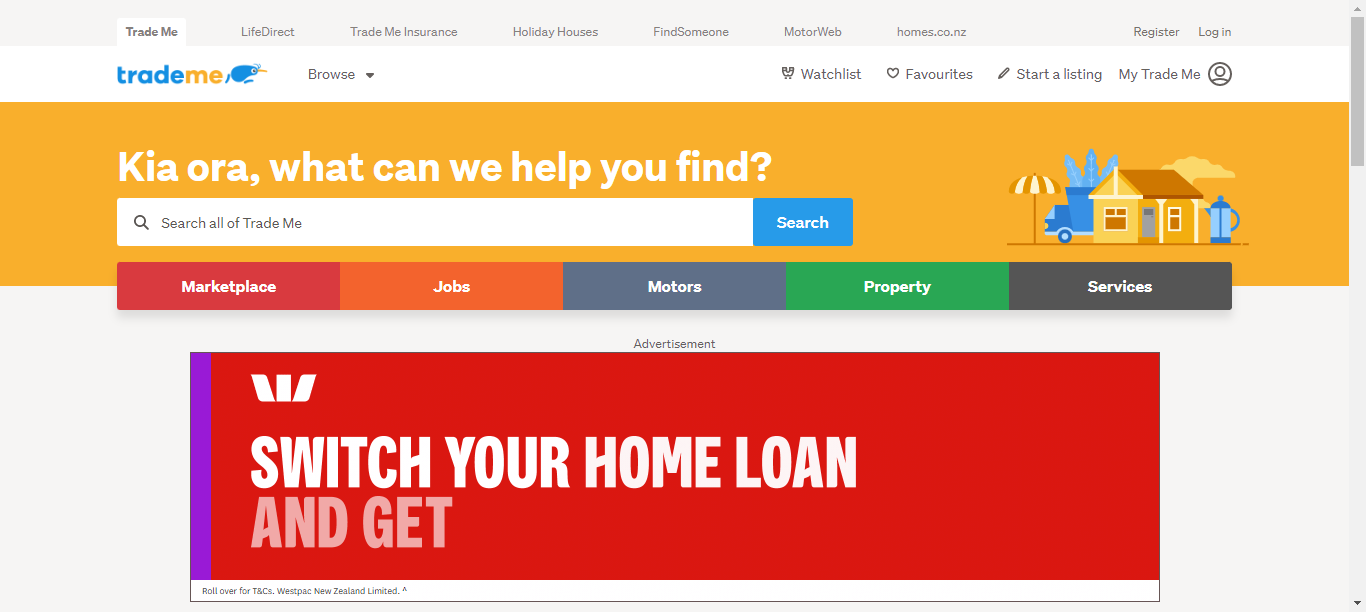 Trade Me LifeDirect Trade Me Insurance Holiday Houses FindSomeone MotorWeb homes.co.nz Register Log in
trademe Browse Watchlist Favourites Start a listing My Trade Me
Kia ora, what can we help you find?
Search all of Trade Me Search
Marketplace Jobs Motors Property Services
Advertisement
SWITCH YOUR HOME LOAN
AND GET
Roll over for T&Cs. Westpac New Zealand Limited. ^